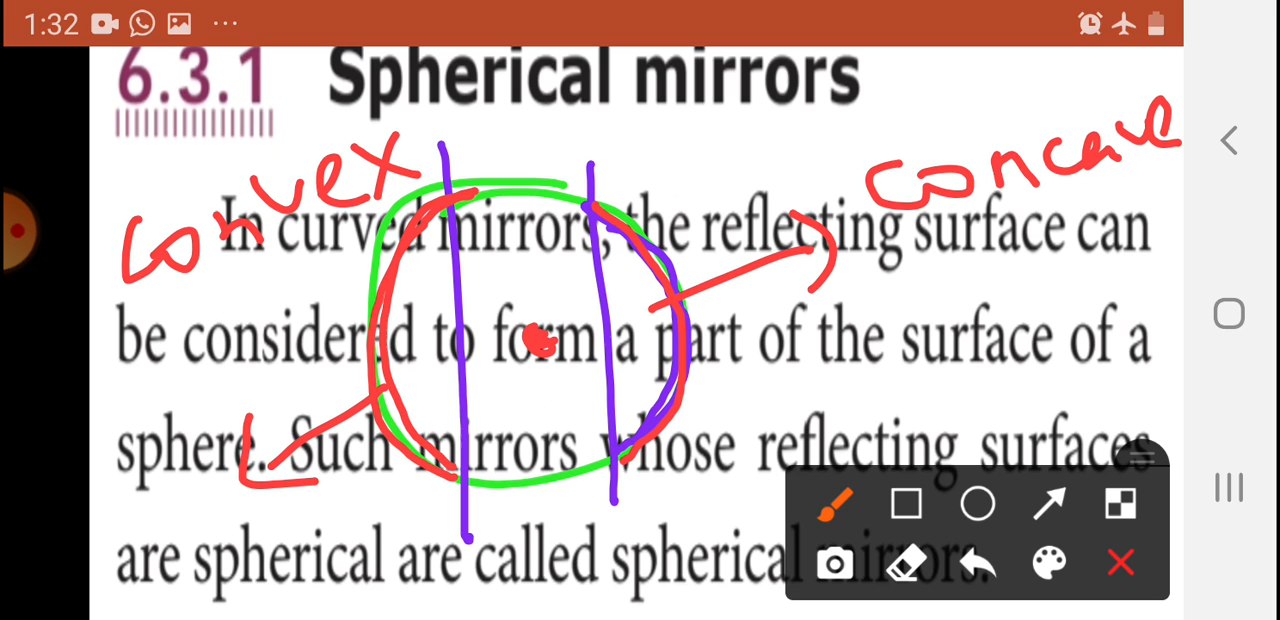 1:32
6.3.1 Spherical mirrors
convex
concave
In curved mirrors, the reflecting surface can
be considered to form a part of the surface of a
sphere. Such mirrors whose reflecting surfaces
are spherical are called spherical mirrors.